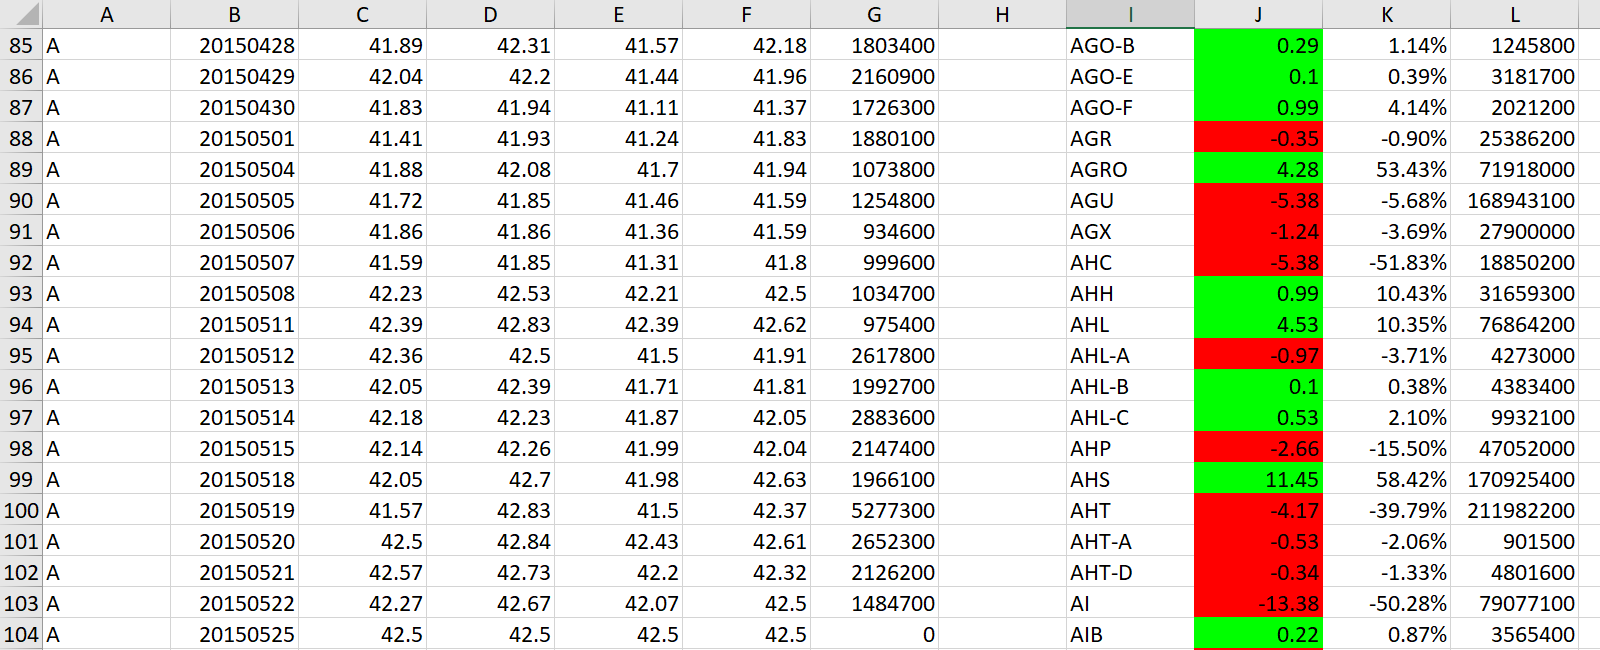 A B C D E F G H I J K L
85 A 20150428 41.89 42.31 41.57 42.18 1803400 AGO-B 0.29 1.14% 1245800
86 A 20150429 42.04 42.2 41.44 41.96 2160900 AGO-E 0.1 0.39% 3181700
87 A 20150430 41.83 41.94 41.11 41.37 1726300 AGO-F 0.99 4.14% 2021200
88 A 20150501 41.41 41.93 41.24 41.83 1880100 AGR -0.35 -0.90% 25386200
89 A 20150504 41.88 42.08 41.7 41.94 1073800 AGRO 4.28 53.43% 71918000
90 A 20150505 41.72 41.85 41.46 41.59 1254800 AGU -5.38 -5.68% 168943100
91 A 20150506 41.86 41.86 41.36 41.59 934600 AGX -1.24 -3.69% 27900000
92 A 20150507 41.59 41.85 41.31 41.8 999600 AHC -5.38 -51.83% 18850200
93 A 20150508 42.23 42.53 42.21 42.5 1034700 AHH 0.99 10.43% 31659300
94 A 20150511 42.39 42.83 42.39 42.62 975400 AHL 4.53 10.35% 76864200
95 A 20150512 42.36 42.5 41.5 41.91 2617800 AHL-A -0.97 -3.71% 4273000
96 A 20150513 42.05 42.39 41.71 41.81 1992700 AHL-B 0.1 0.38% 4383400
97 A 20150514 42.18 42.23 41.87 42.05 2883600 AHL-C 0.53 2.10% 9932100
98 A 20150515 42.14 42.26 41.99 42.04 2147400 AHP -2.66 -15.50% 47052000
99 A 20150518 42.05 42.7 41.98 42.63 1966100 AHS 11.45 58.42% 170925400
100 A 20150519 41.57 42.83 41.5 42.37 5277300 AHT -4.17 -39.79% 211982200
101 A 20150520 42.5 42.84 42.43 42.61 2652300 AHT-A -0.53 -2.06% 901500
102 A 20150521 42.57 42.73 42.2 42.32 2126200 AHT-D -0.34 -1.33% 4801600
103 A 20150522 42.27 42.67 42.07 42.5 1484700 AI -13.38 -50.28% 79077100
104 A 20150525 42.5 42.5 42.5 42.5 0 AIB 0.22 0.87% 3565400